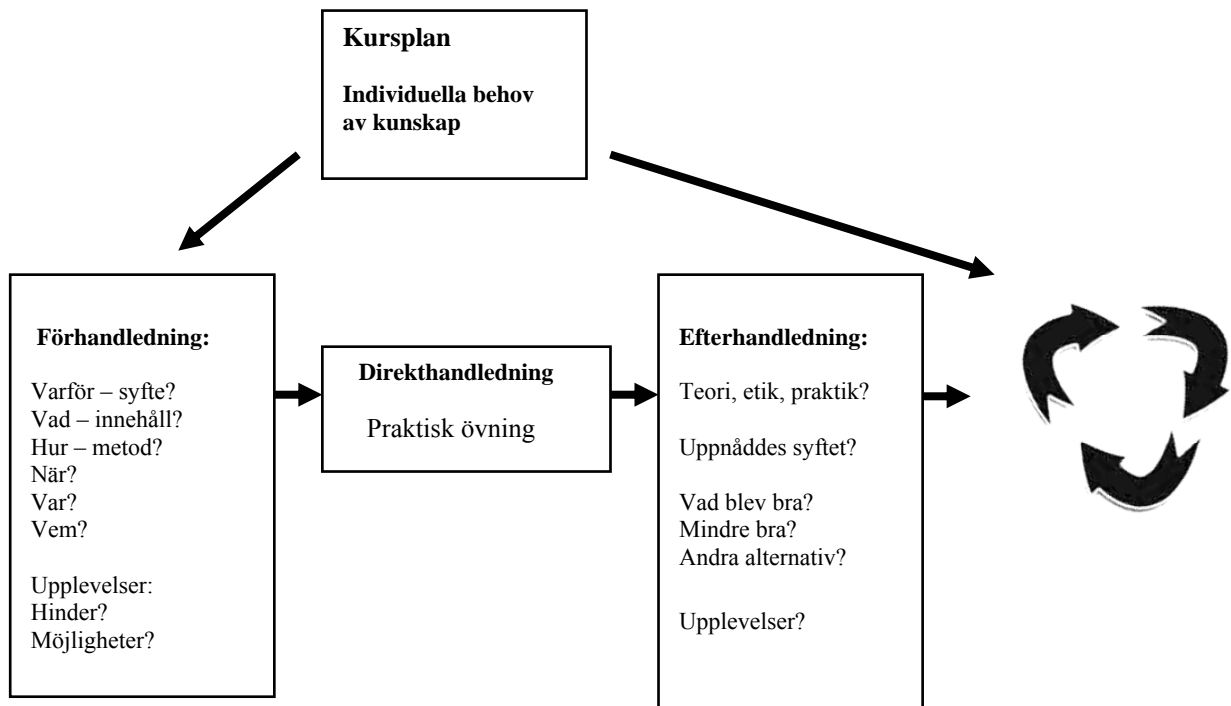 Kursplan
Individuella behov
av kunskap
Förhandledning:
Varför – syfte?
Vad – innehåll?
Hur – metod?
När?
Var?
Vem?
Upplevelser:
Hinder?
Möjligheter?
Direkthandledning
Praktisk övning
Efterhandledning:
Teori, etik, praktik?
Uppnåddes syftet?
Vad blev bra?
Mindre bra?
Andra alternativ?
Upplevelser?